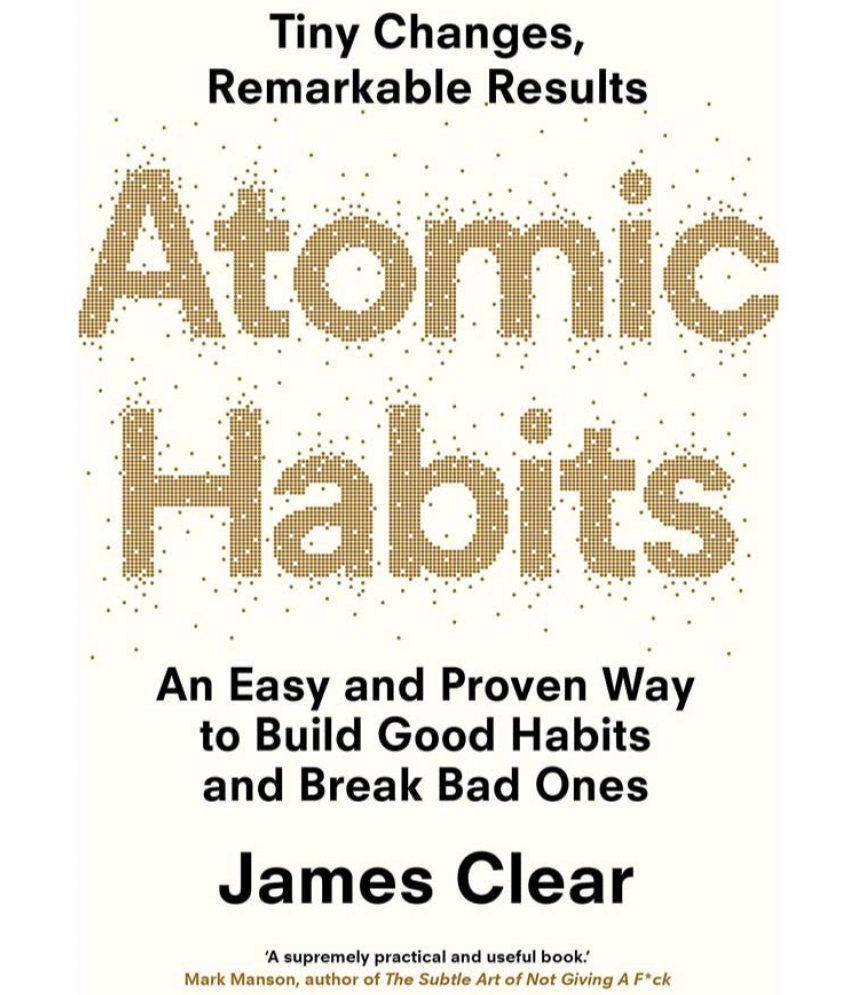 Tiny Changes,
Remarkable Results
Atomic
Habits
An Easy and Proven Way
to Build Good Habits
and Break Bad Ones
James Clear
‘A supremely practical and useful book.’
Mark Manson, author of The Subtle Art of Not Giving A F*ck